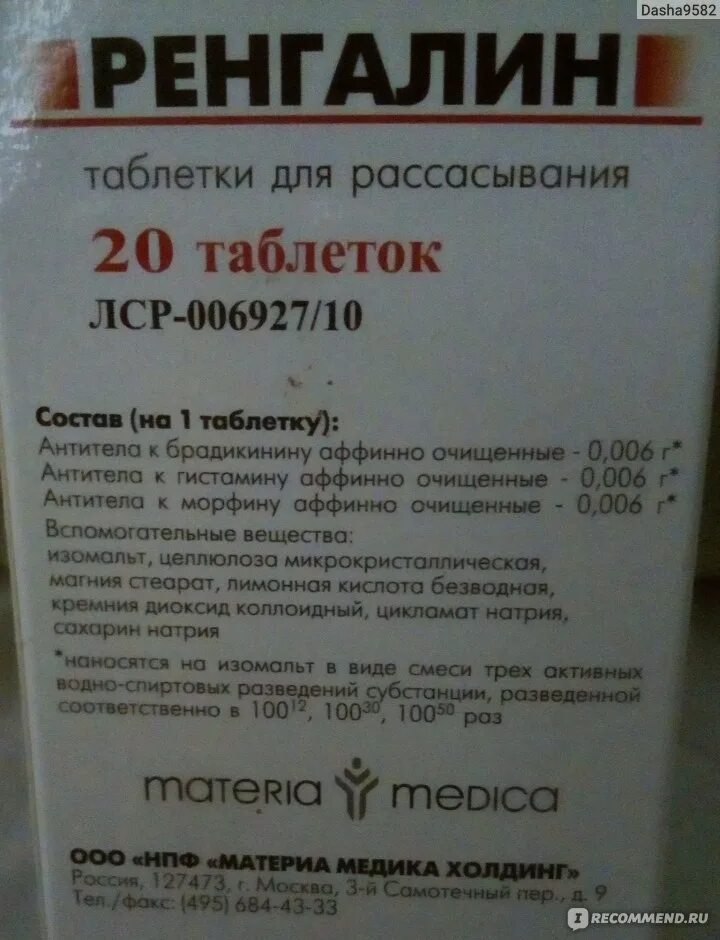 Dasha9582
РЕНГАЛИН
таблетки для рассасывания
20 таблеток
ЛСР-006927/10
Состав (на 1 таблетку):
Антитела к брадикинину аффинно очищенные - 0,006 г*
Антитела к гистамину аффинно очищенные - 0,006 г*
Антитела к морфину аффинно очищенные - 0,006 г*
Вспомогательные вещества:
изомальт, целлюлоза микрокристаллическая,
магния стеарат, лимонная кислота безводная,
кремния диоксид коллоидный, цикламат натрия,
сахарин натрия
*наносятся на изомальт в виде смеси трех активных
водно-спиртовых разведений субстанции, разведенной
соответственно в 100¹², 100³⁰, 100⁵⁰ раз
materia medica
ООО «НПФ «МАТЕРИА МЕДИКА ХОЛДИНГ»
Россия, 127473, г. Москва, 3-й Самотечный пер., д. 9
Тел./факс: (495) 684-43-33
IRECOMMEND.RU